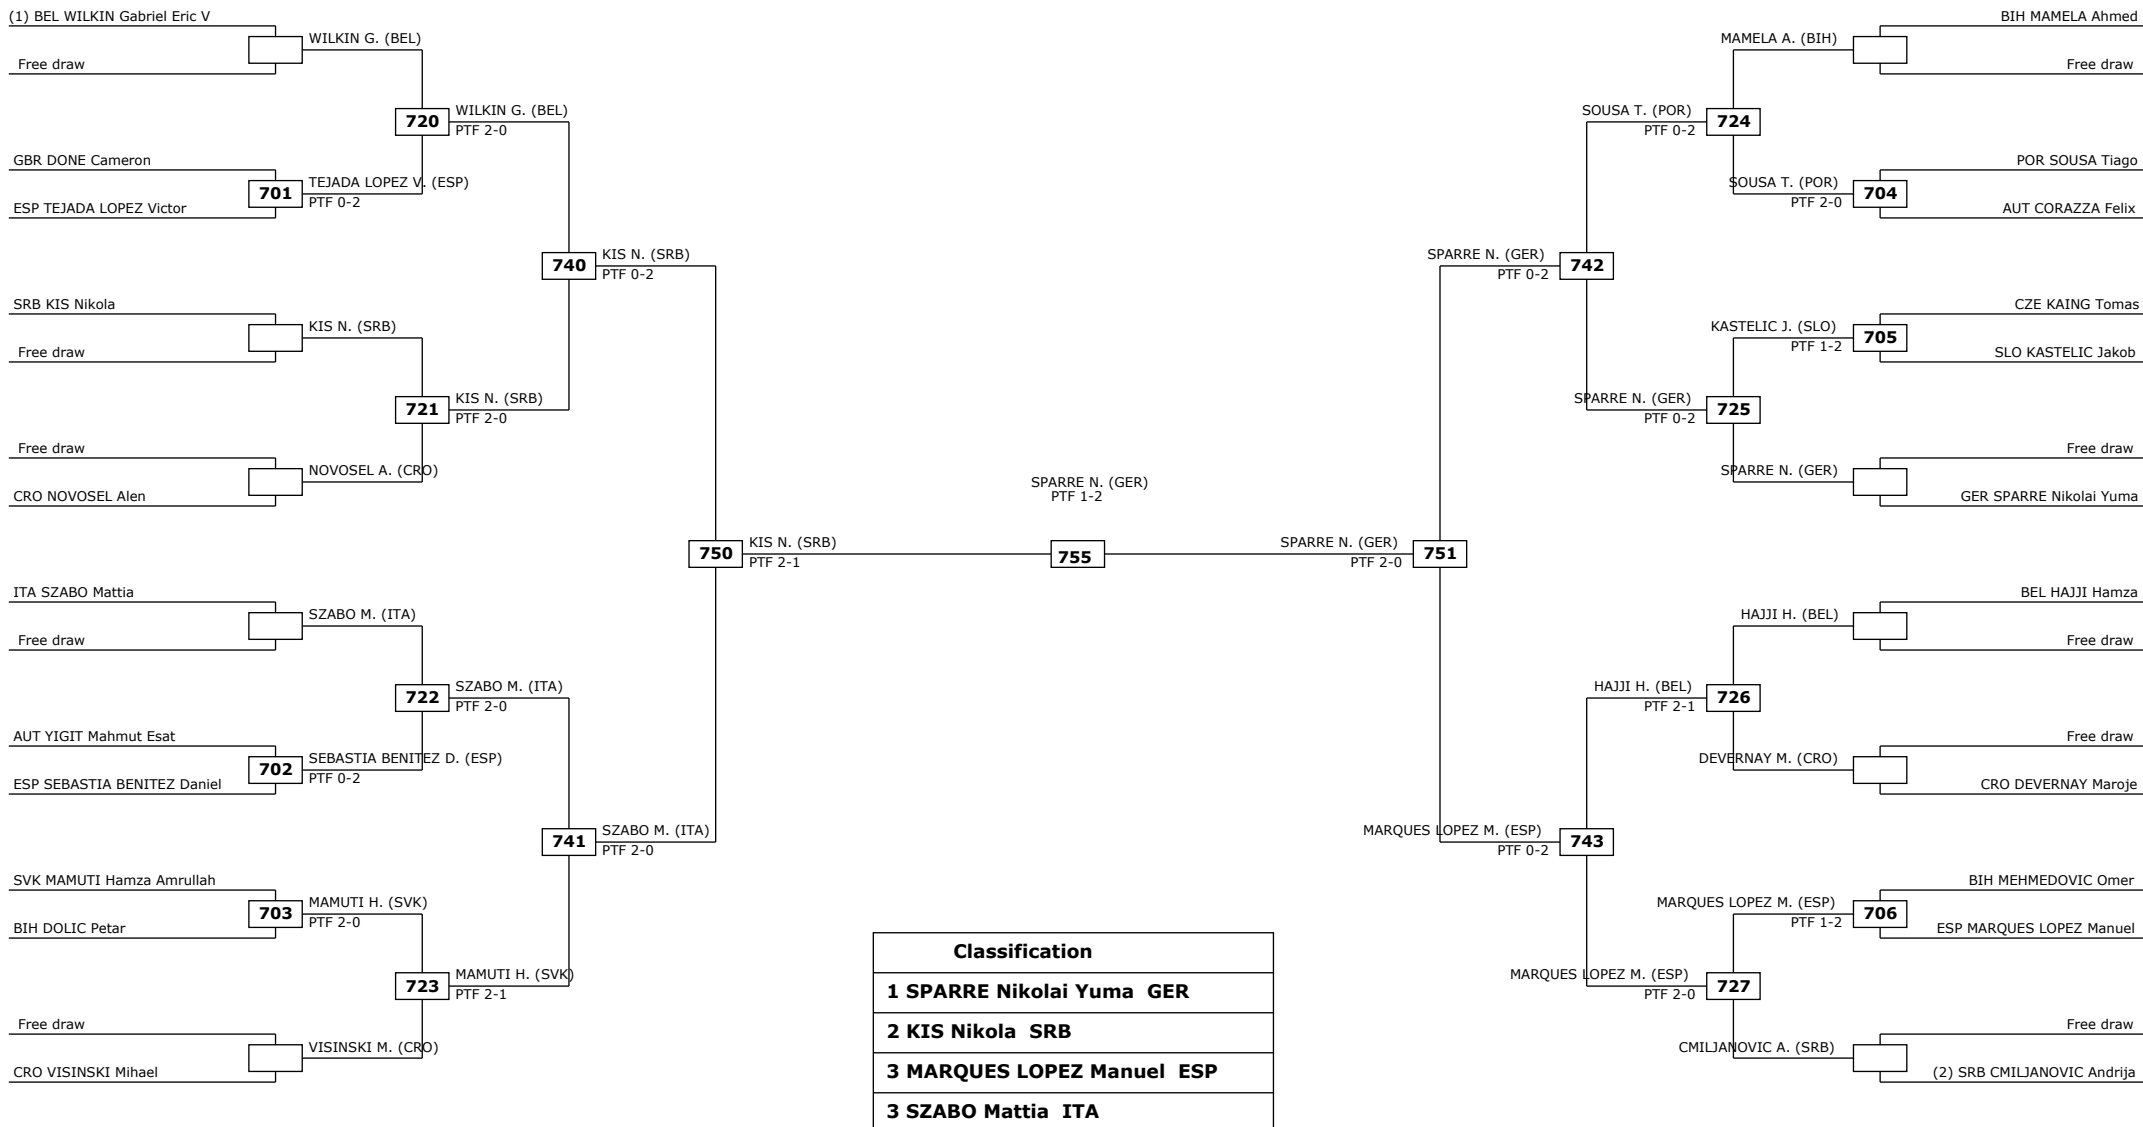 (1) BEL WILKIN Gabriel Eric V
Free draw
WILKIN G. (BEL)
720
WILKIN G. (BEL)
PTF 2-0
GBR DONE Cameron
701
TEJADA LOPEZ V. (ESP)
PTF 0-2
ESP TEJADA LOPEZ Victor
740
KIS N. (SRB)
PTF 0-2
SRB KIS Nikola
KIS N. (SRB)
Free draw
721
KIS N. (SRB)
PTF 2-0
Free draw
NOVOSEL A. (CRO)
CRO NOVOSEL Alen
750
KIS N. (SRB)
PTF 2-1
ITA SZABO Mattia
SZABO M. (ITA)
Free draw
722
SZABO M. (ITA)
PTF 2-0
AUT YIGIT Mahmut Esat
702
SEBASTIA BENITEZ D. (ESP)
PTF 0-2
ESP SEBASTIA BENITEZ Daniel
741
SZABO M. (ITA)
PTF 2-0
SVK MAMUTI Hamza Amrullah
703
MAMUTI H. (SVK)
PTF 2-0
BIH DOLIC Petar
723
MAMUTI H. (SVK)
PTF 2-1
Free draw
VISINSKI M. (CRO)
CRO VISINSKI Mihael
SPARRE N. (GER)
PTF 1-2
755
BIH MAMELA Ahmed
MAMELA A. (BIH)
Free draw
SOUSA T. (POR)
PTF 0-2
724
POR SOUSA Tiago
SOUSA T. (POR)
PTF 2-0
704
AUT CORAZZA Felix
SPARRE N. (GER)
PTF 0-2
742
CZE KAING Tomas
KASTELIC J. (SLO)
PTF 1-2
705
SLO KASTELIC Jakob
SPARRE N. (GER)
PTF 0-2
725
Free draw
SPARRE N. (GER)
GER SPARRE Nikolai Yuma
SPARRE N. (GER)
PTF 2-0
751
BEL HAJJI Hamza
HAJJI H. (BEL)
Free draw
HAJJI H. (BEL)
PTF 2-1
726
Free draw
DEVERNAY M. (CRO)
CRO DEVERNAY Maroje
MARQUES LOPEZ M. (ESP)
PTF 0-2
743
BIH MEHMEDOVIC Omer
MARQUES LOPEZ M. (ESP)
PTF 1-2
706
ESP MARQUES LOPEZ Manuel
MARQUES LOPEZ M. (ESP)
PTF 2-0
727
Free draw
CMILJANOVIC A. (SRB)
(2) SRB CMILJANOVIC Andrija
Classification
1 SPARRE Nikolai Yuma GER
2 KIS Nikola SRB
3 MARQUES LOPEZ Manuel ESP
3 SZABO Mattia ITA